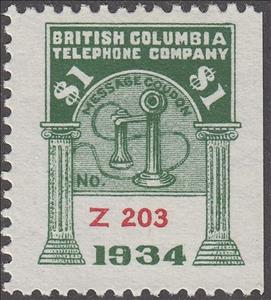 BRITISH COLUMBIA
TELEPHONE COMPANY
$1 $1
MESSAGE COUPON
NO.
Z 203
1934